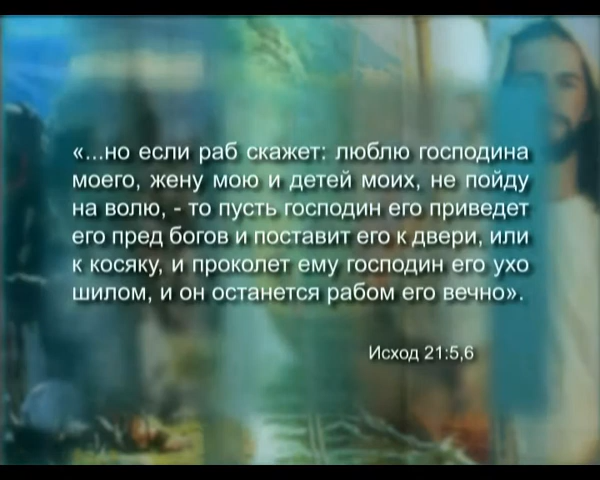 «...но если раб скажет: люблю господина
моего, жену мою и детей моих, не пойду
на волю, - то пусть господин его приведет
его пред богов и поставит его к двери, или
к косяку, и проколет ему господин его ухо
шилом, и он останется рабом его вечно».
Исход 21:5,6